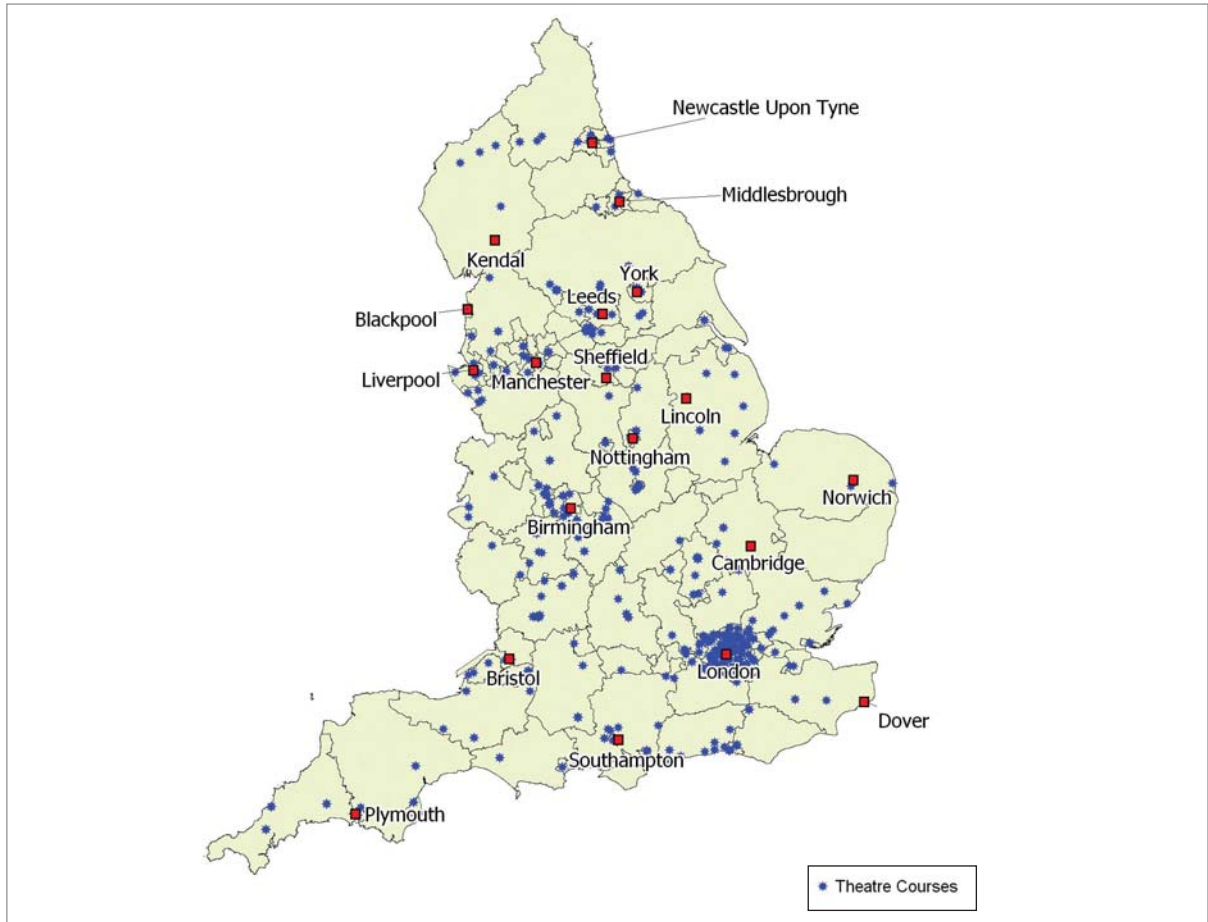 Newcastle Upon Tyne
Middlesbrough
Kendal
York
Leeds
Blackpool
Sheffield
Liverpool
Manchester
Lincoln
Nottingham
Norwich
Birmingham
Cambridge
London
Bristol
Dover
Southampton
Plymouth
Theatre Courses